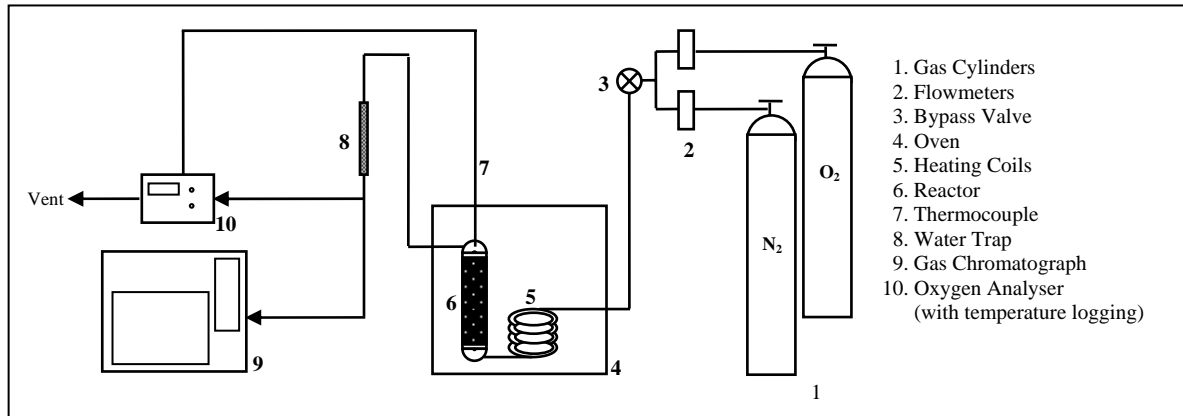 3
2
8
7
Vent
10
O₂
N₂
6
5
9
4
1
1. Gas Cylinders
2. Flowmeters
3. Bypass Valve
4. Oven
5. Heating Coils
6. Reactor
7. Thermocouple
8. Water Trap
9. Gas Chromatograph
10. Oxygen Analyser
(with temperature logging)